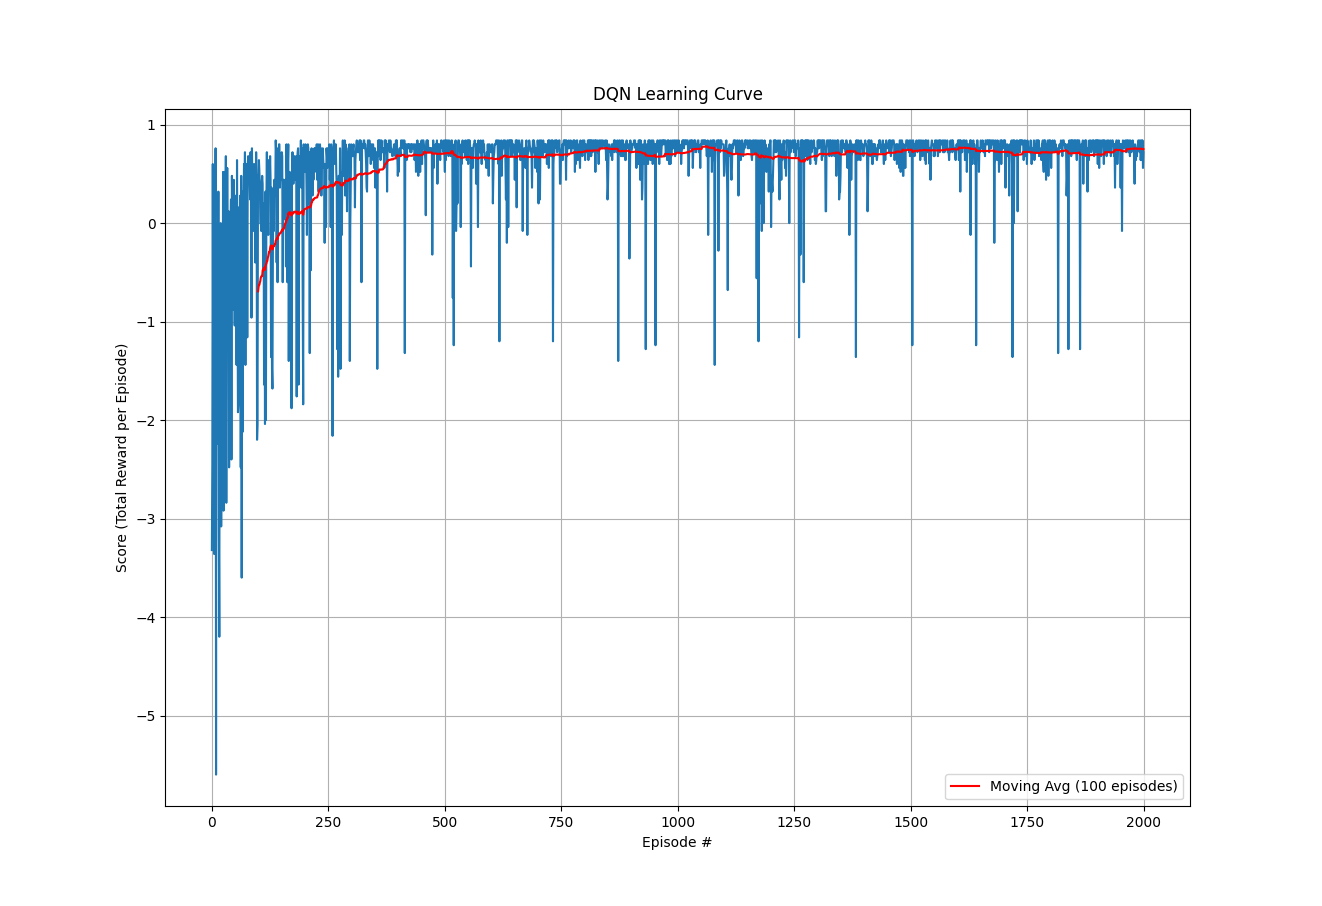 DQN Learning Curve
Score (Total Reward per Episode)
1
0
−1
−2
−3
−4
−5
0 250 500 750 1000 1250 1500 1750 2000
Episode #
Moving Avg (100 episodes)